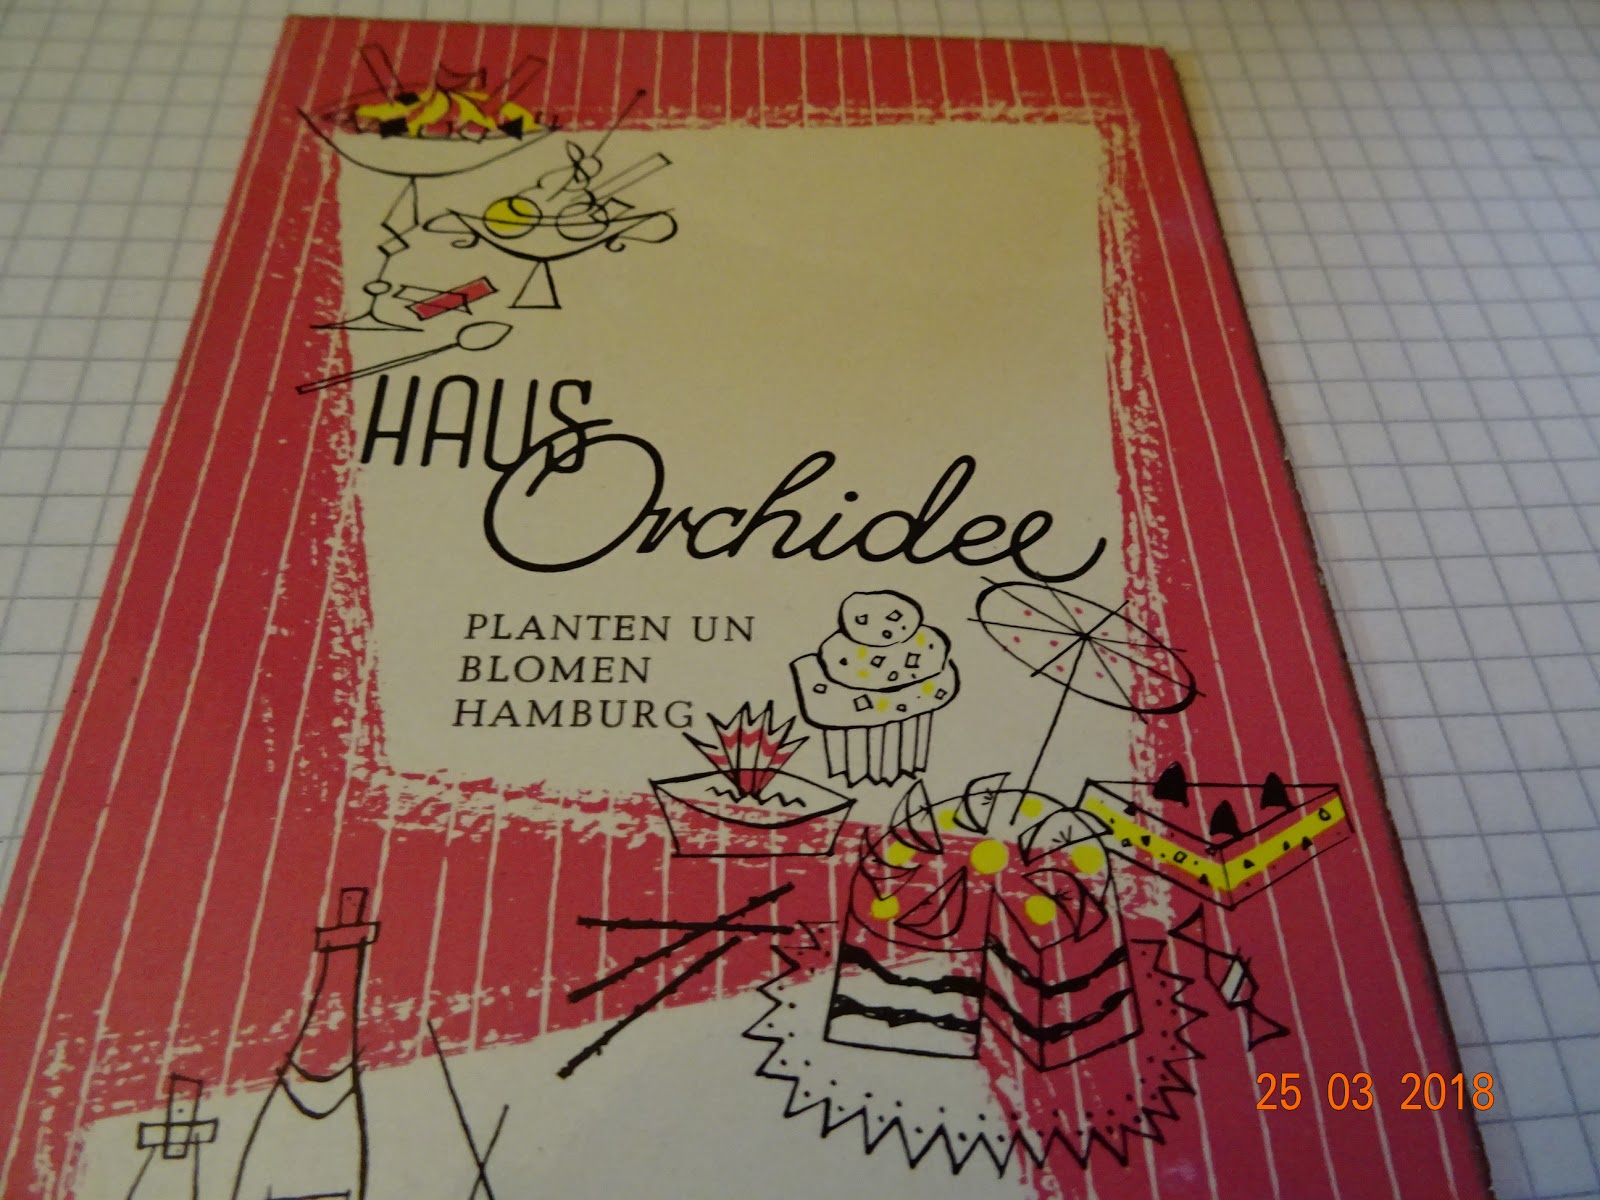 HAUS
Orchidee
PLANTEN UN
BLOMEN
HAMBURG
25 03 2018